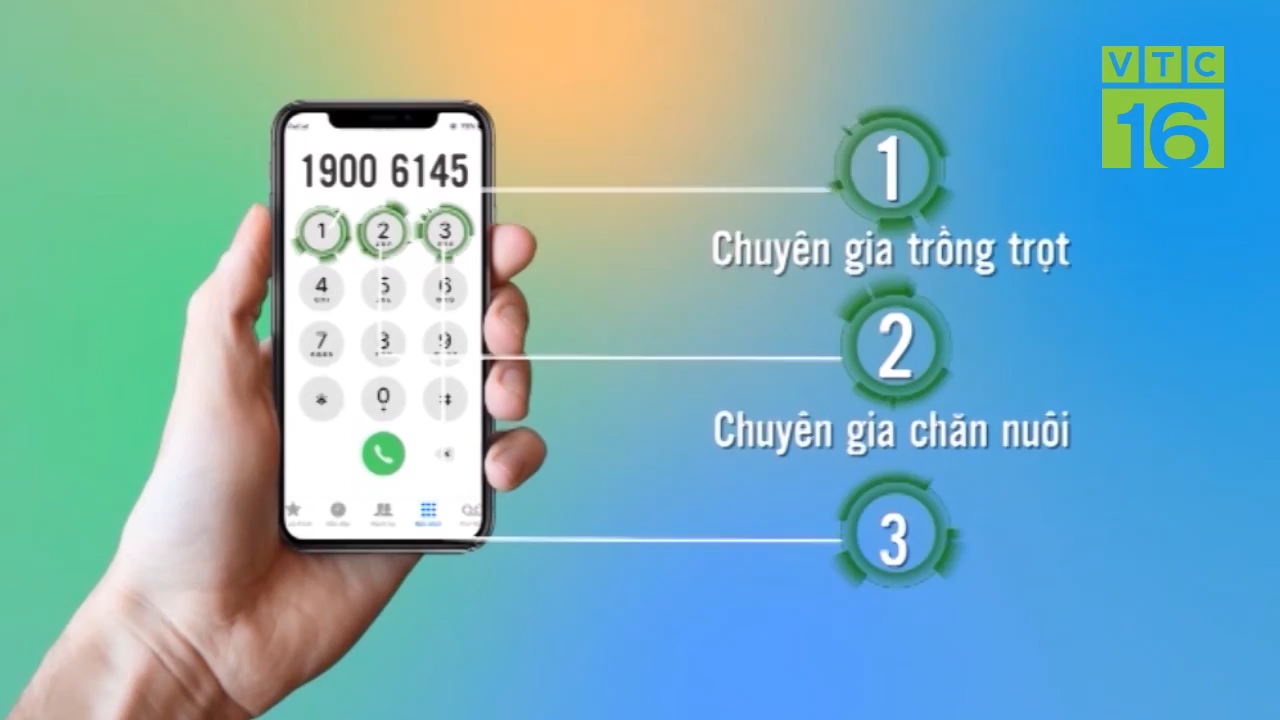 VTC
16
1900 6145
1 2 3
4 5 6
7 8 9
0
1
Chuyên gia trồng trọt
2
Chuyên gia chăn nuôi
3